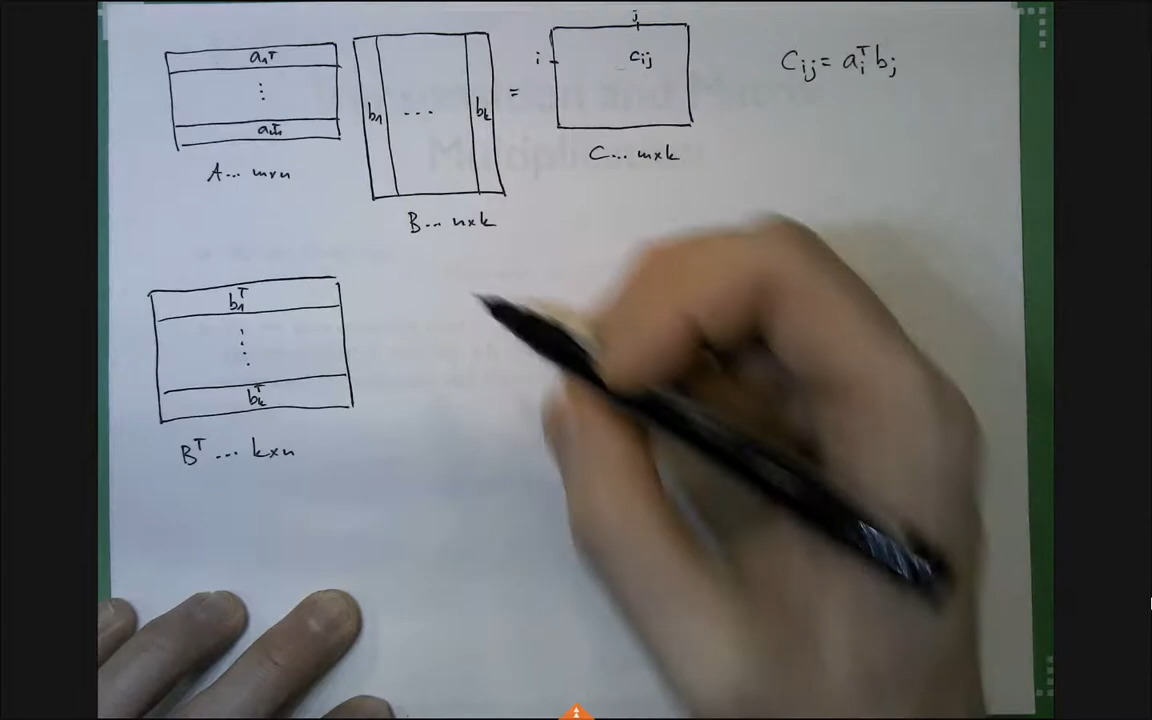 a₁ᵀ
⋮
aₘᵀ
A... m×n
b₁ ... bₖ
B... n×k
=
j
i
cᵢⱼ
C... m×k
Cᵢⱼ = aᵢᵀbⱼ
b₁ᵀ
⋮
bₖᵀ
Bᵀ ... k×n